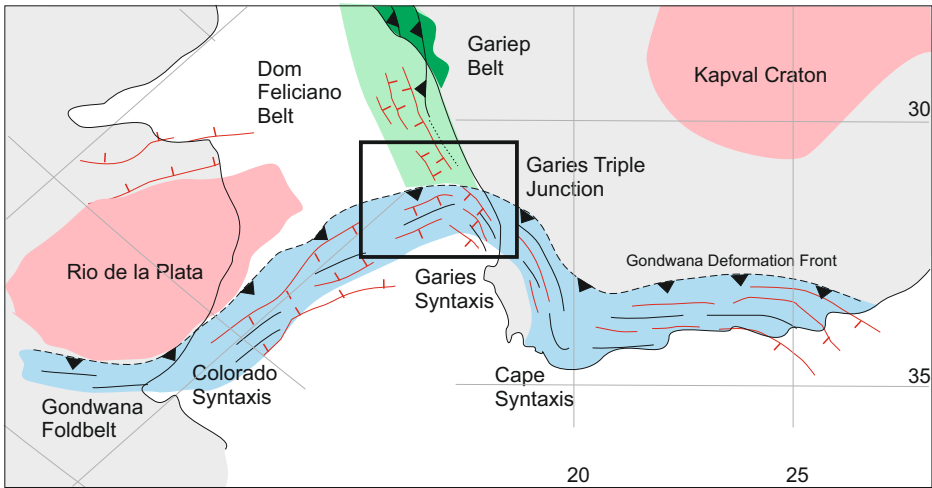 Gariep
Belt
Dom
Feliciano
Belt
Kapval Craton
30
Garies Triple
Junction
Rio de la Plata
Gondwana Deformation Front
Garies
Syntaxis
Colorado
Syntaxis
Cape
Syntaxis
35
Gondwana
Foldbelt
20
25